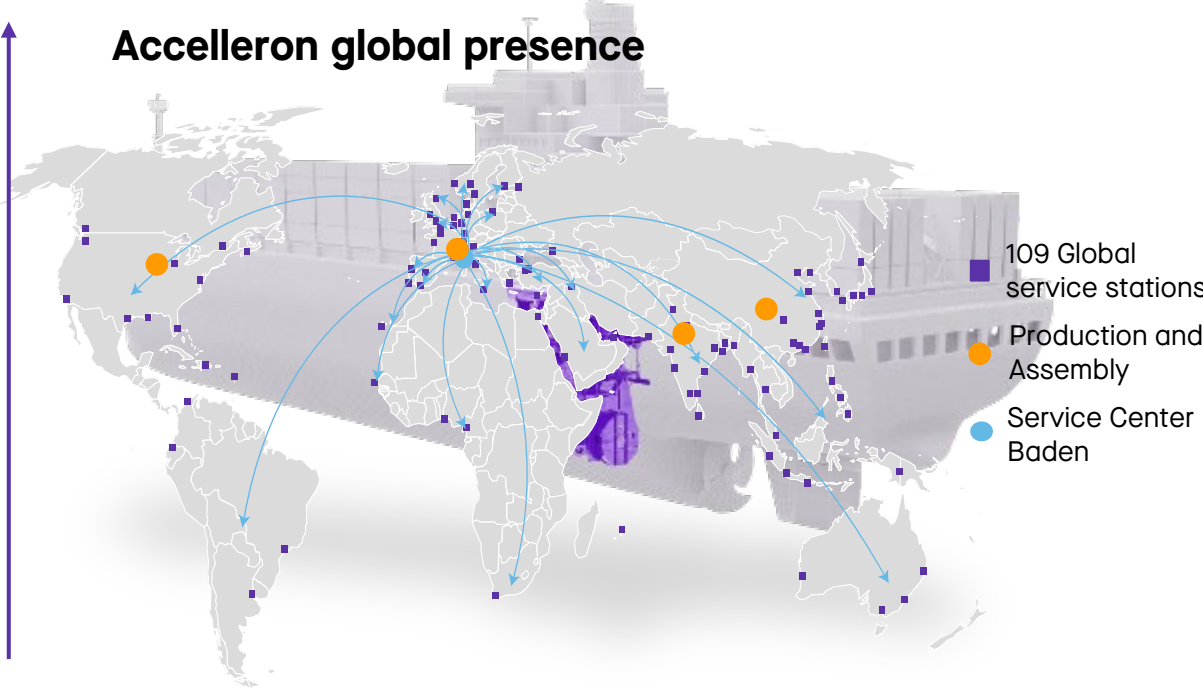 Accelleron global presence
109 Global
service stations
Production and
Assembly
Service Center
Baden